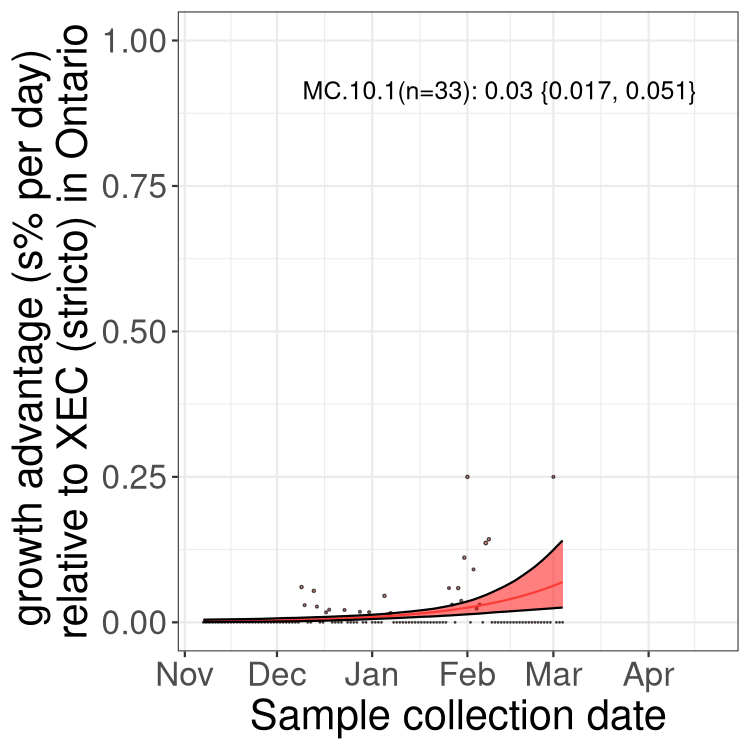 growth advantage (s% per day)
relative to XEC (stricto) in Ontario
1.00
0.75
0.50
0.25
0.00
MC.10.1(n=33): 0.03 {0.017, 0.051}
Nov Dec Jan Feb Mar Apr
Sample collection date